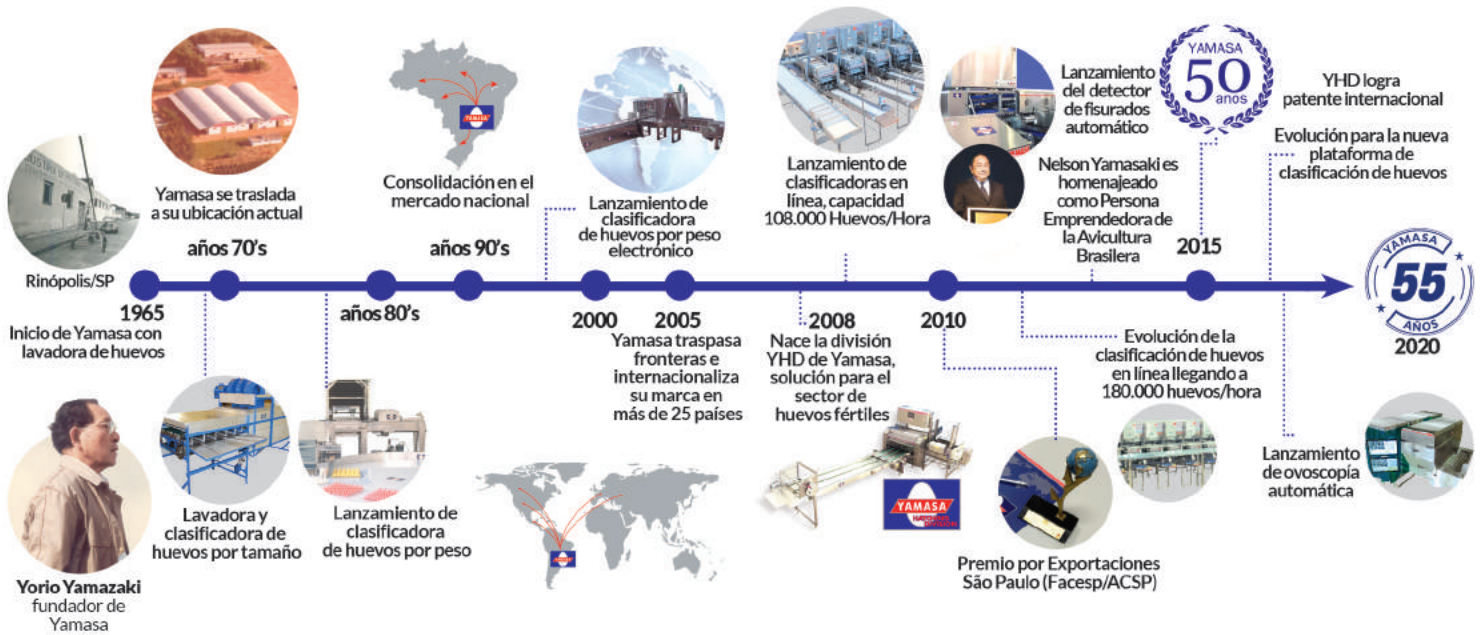 Rinópolis/SP
1965
Inicio de Yamasa con
lavadora de huevos
Yorio Yamazaki
fundador de
Yamasa
Yamasa se traslada
a su ubicación actual
años 70's
Lavadora y
clasificadora de
huevos por tamaño
años 80's
Lanzamiento de
clasificadora
de huevos por peso
YAMASA
Consolidación en el
mercado nacional
años 90's
Lanzamiento de
clasificadora
de huevos por peso
electrónico
2000
2005
Yamasa traspasa
fronteras e
internacionaliza
su marca en
más de 25 países
Lanzamiento de
clasificadoras en
línea, capacidad
108.000 Huevos/Hora
2008
Nace la división
YHD de Yamasa,
solución para el
sector de
huevos fértiles
YAMASA
HATCHING
DIVISION
2010
Premio por Exportaciones
São Paulo (Facesp/ACSP)
Lanzamiento
del detector
de fisurados
automático
Nelson Yamasaki es
homenajeado
como Persona
Emprendedora de
la Avicultura
Brasilera
Evolución de la
clasificación de huevos
en línea llegando a
180.000 huevos/hora
YAMASA
50
anos
2015
YHD logra
patente internacional
Evolución para la nueva
plataforma de
clasificación de huevos
Lanzamiento
de ovoscopía
automática
YAMASA
55
AÑOS
2020